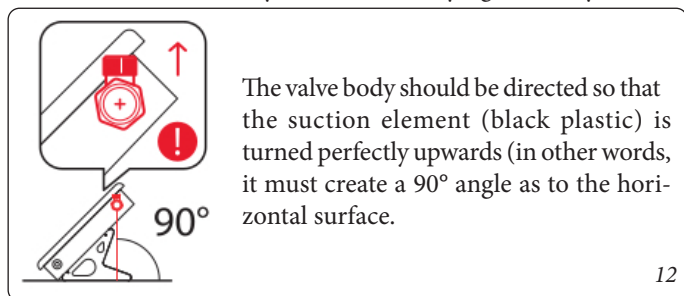 The valve body should be directed so that
the suction element (black plastic) is
turned perfectly upwards (in other words,
it must create a 90° angle as to the hori-
zontal surface.
90°
12